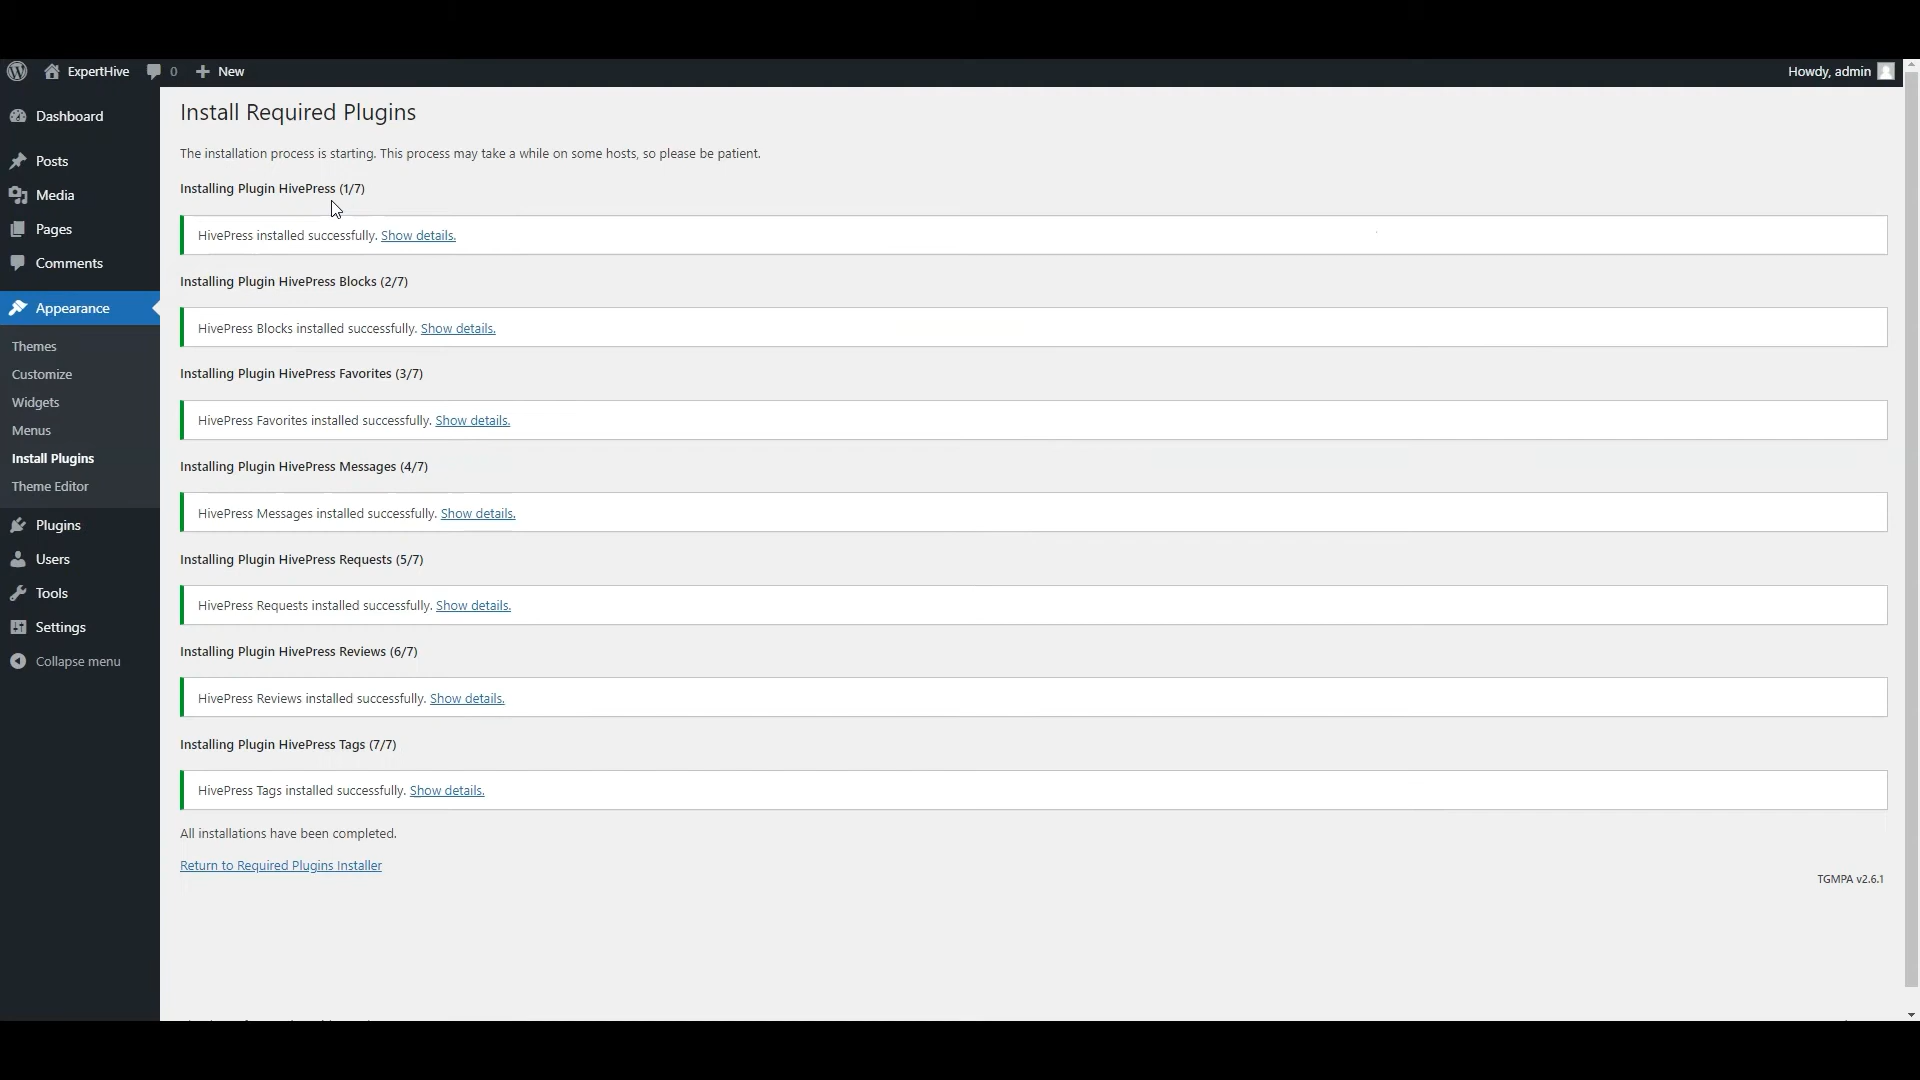 ExpertHive 0 New Howdy, admin
Dashboard
Posts
Media
Pages
Comments
Appearance
Themes
Customize
Widgets
Menus
Install Plugins
Theme Editor
Plugins
Users
Tools
Settings
Collapse menu
Install Required Plugins
The installation process is starting. This process may take a while on some hosts, so please be patient.
Installing Plugin HivePress (1/7)
HivePress installed successfully. Show details.
Installing Plugin HivePress Blocks (2/7)
HivePress Blocks installed successfully. Show details.
Installing Plugin HivePress Favorites (3/7)
HivePress Favorites installed successfully. Show details.
Installing Plugin HivePress Messages (4/7)
HivePress Messages installed successfully. Show details.
Installing Plugin HivePress Requests (5/7)
HivePress Requests installed successfully. Show details.
Installing Plugin HivePress Reviews (6/7)
HivePress Reviews installed successfully. Show details.
Installing Plugin HivePress Tags (7/7)
HivePress Tags installed successfully. Show details.
All installations have been completed.
Return to Required Plugins Installer
TGMPA v2.6.1